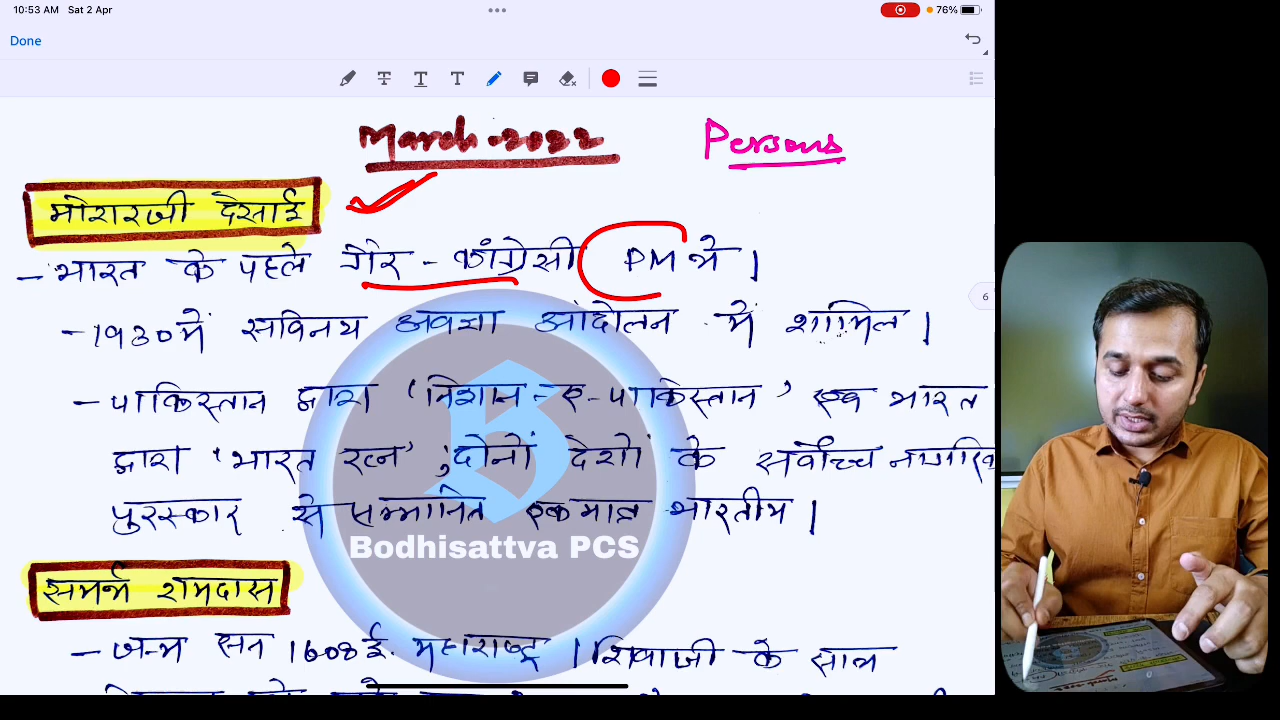 10:53 AM Sat 2 Apr
76%
Done
March-2022 Persons
मोरारजी देसाई
- भारत के पहले गैर-कांग्रेसी PM थे।
- 1930 में सविनय अवज्ञा आंदोलन में शामिल।
- पाकिस्तान द्वारा 'निशान-ए-पाकिस्तान' एवं भारत
द्वारा 'भारत रत्न'; दोनों देशों के सर्वोच्च नागरिक
पुरस्कार से सम्मानित एकमात्र भारतीय।
Bodhisattva PCS
समर्थ रामदास
- जन्म सन 1608 ई. महाराष्ट्र। शिवाजी के साथ
6